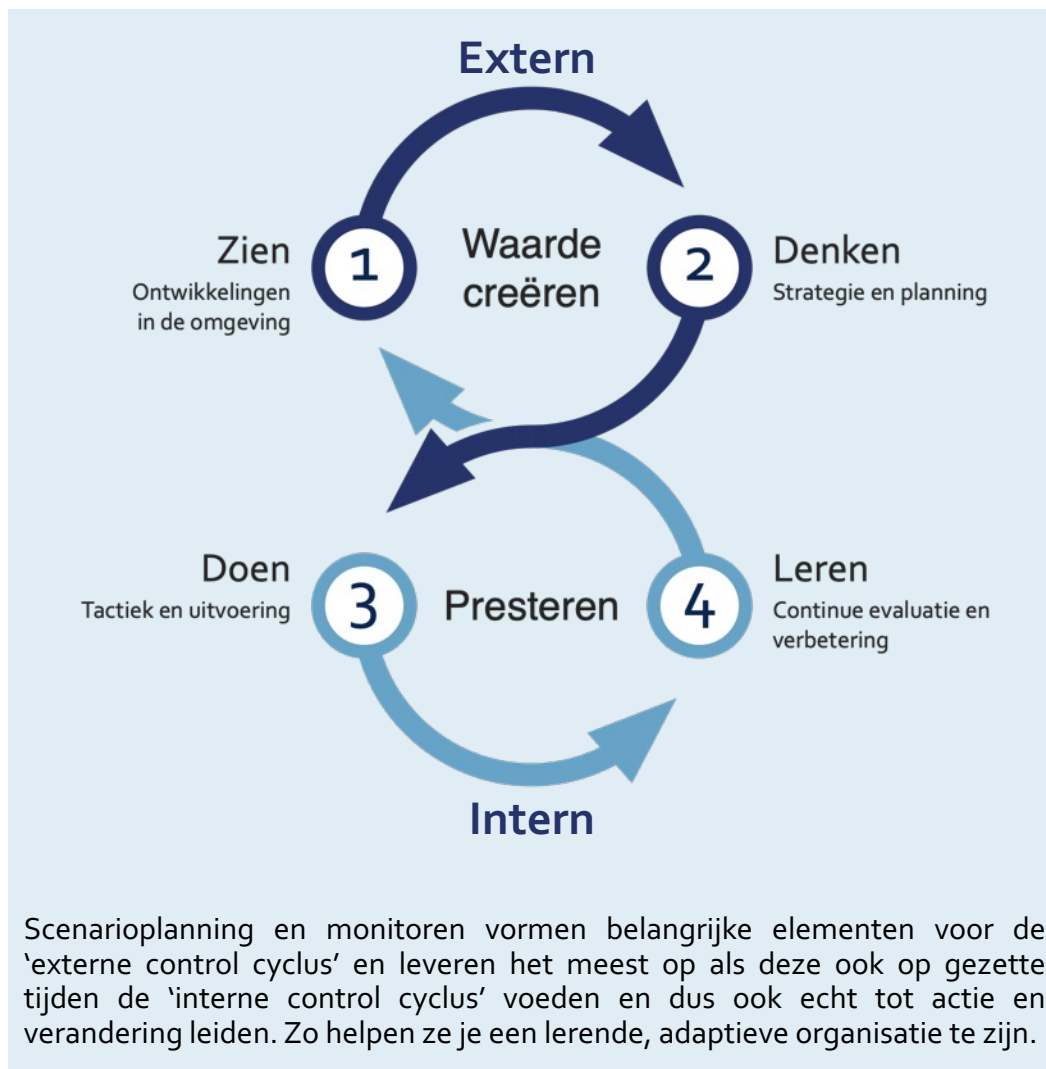 Extern
Zien
Ontwikkelingen
in de omgeving
1
Waarde
creëren
2
Denken
Strategie en planning
Doen
Tactiek en uitvoering
3
Presteren
4
Leren
Continue evaluatie en
verbetering
Intern
Scenarioplanning en monitoren vormen belangrijke elementen voor de
‘externe control cyclus’ en leveren het meest op als deze ook op gezette
tijden de ‘interne control cyclus’ voeden en dus ook echt tot actie en
verandering leiden. Zo helpen ze je een lerende, adaptieve organisatie te zijn.